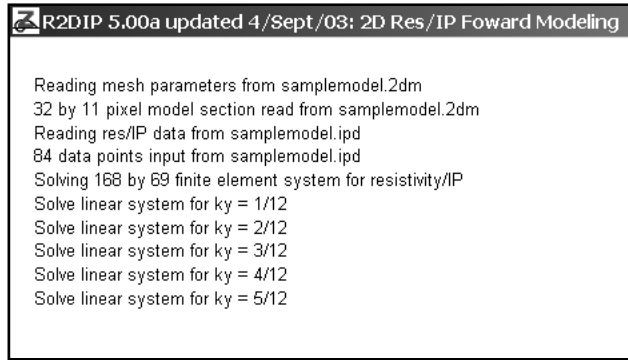 R2DIP 5.00a updated 4/Sept/03: 2D Res/IP Foward Modeling
Reading mesh parameters from samplemodel.2dm
32 by 11 pixel model section read from samplemodel.2dm
Reading res/IP data from samplemodel.ipd
84 data points input from samplemodel.ipd
Solving 168 by 69 finite element system for resistivity/IP
Solve linear system for ky = 1/12
Solve linear system for ky = 2/12
Solve linear system for ky = 3/12
Solve linear system for ky = 4/12
Solve linear system for ky = 5/12